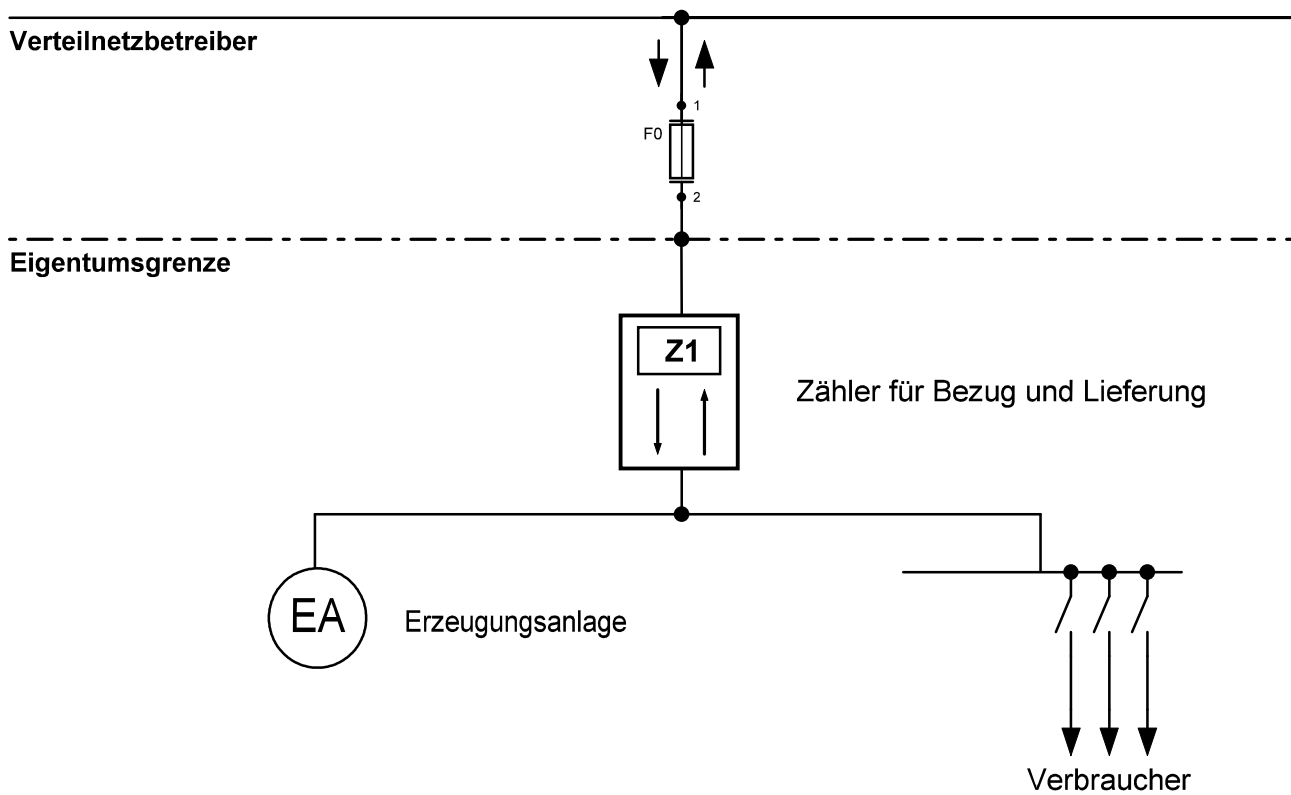 Verteilnetzbetreiber
1
F0
2
Eigentumsgrenze
Z1
Zähler für Bezug und Lieferung
EA
Erzeugungsanlage
Verbraucher